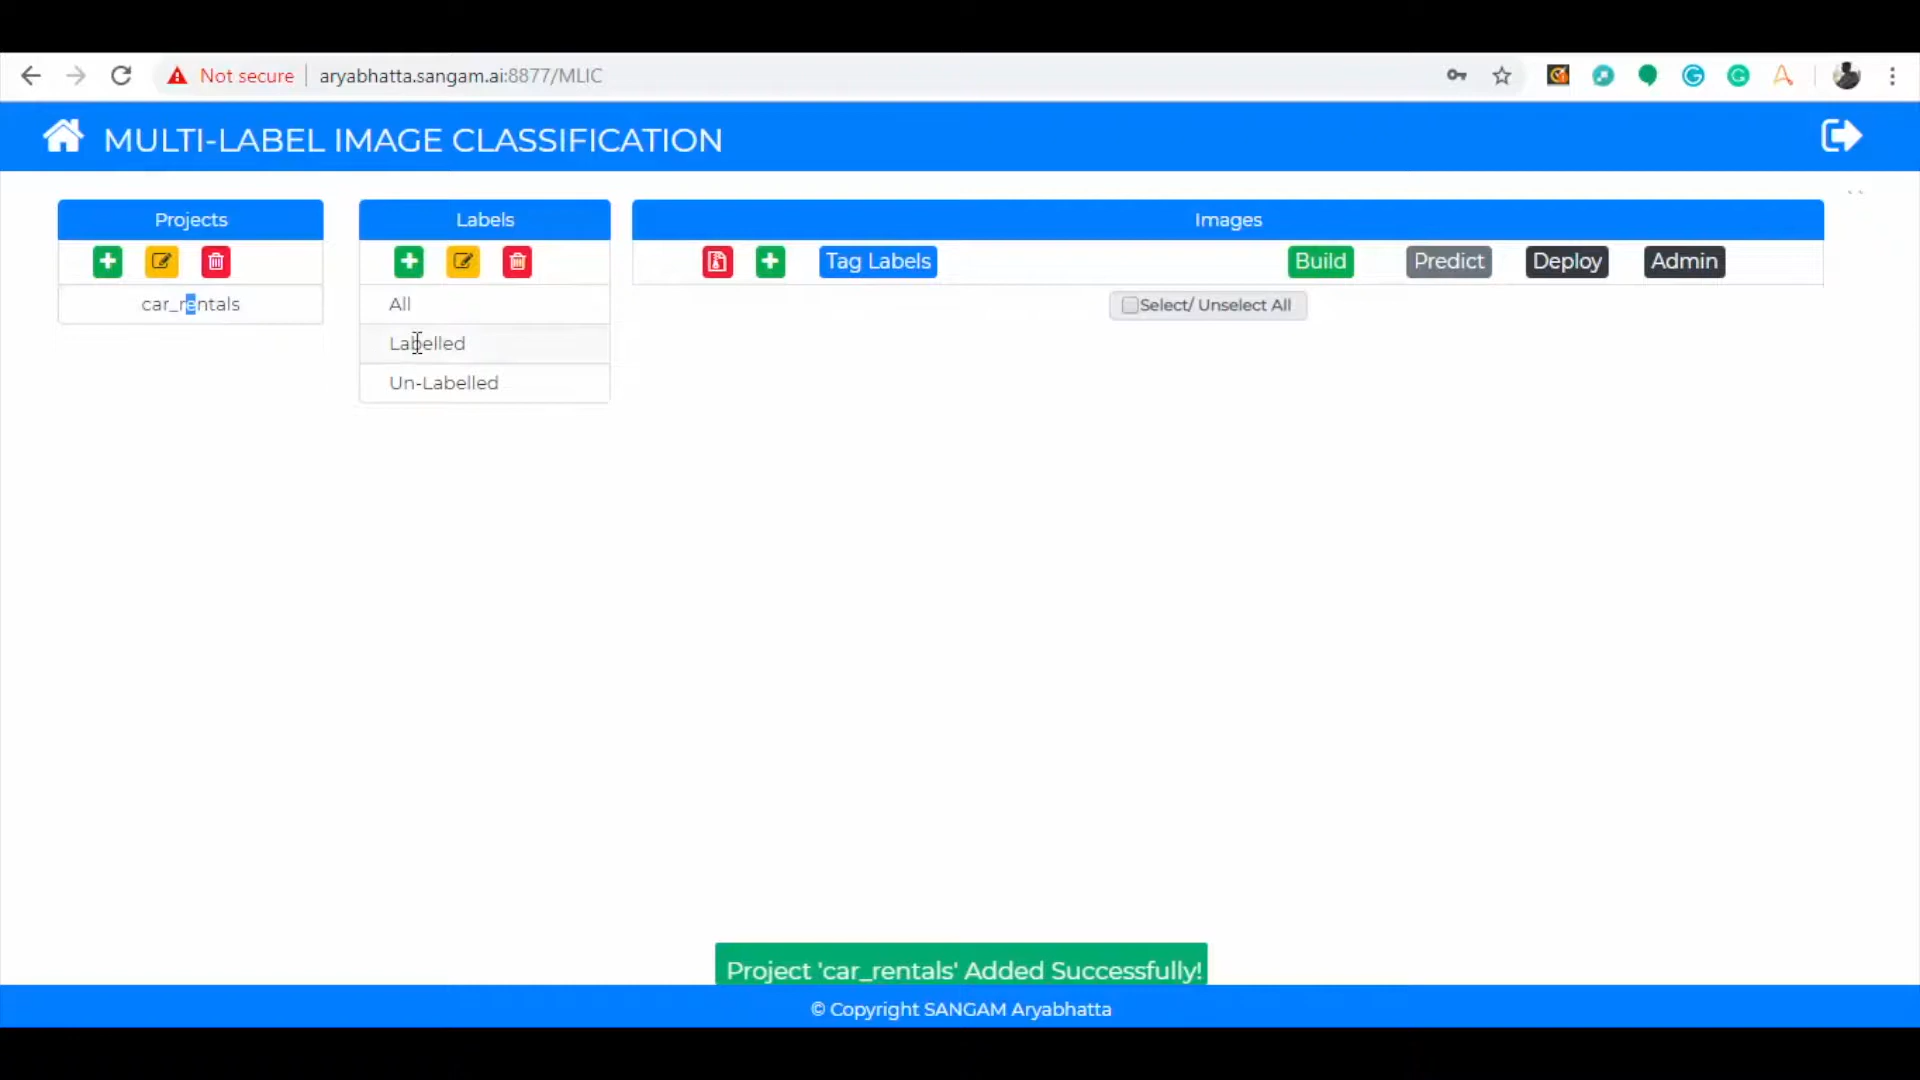 Not secure aryabhatta.sangam.ai:8877/MLIC
MULTI-LABEL IMAGE CLASSIFICATION
Projects
car_rentals
Labels
All
Labelled
Un-Labelled
Images
Tag Labels Build Predict Deploy Admin
Select/ Unselect All
Project 'car_rentals' Added Successfully!
© Copyright SANGAM Aryabhatta